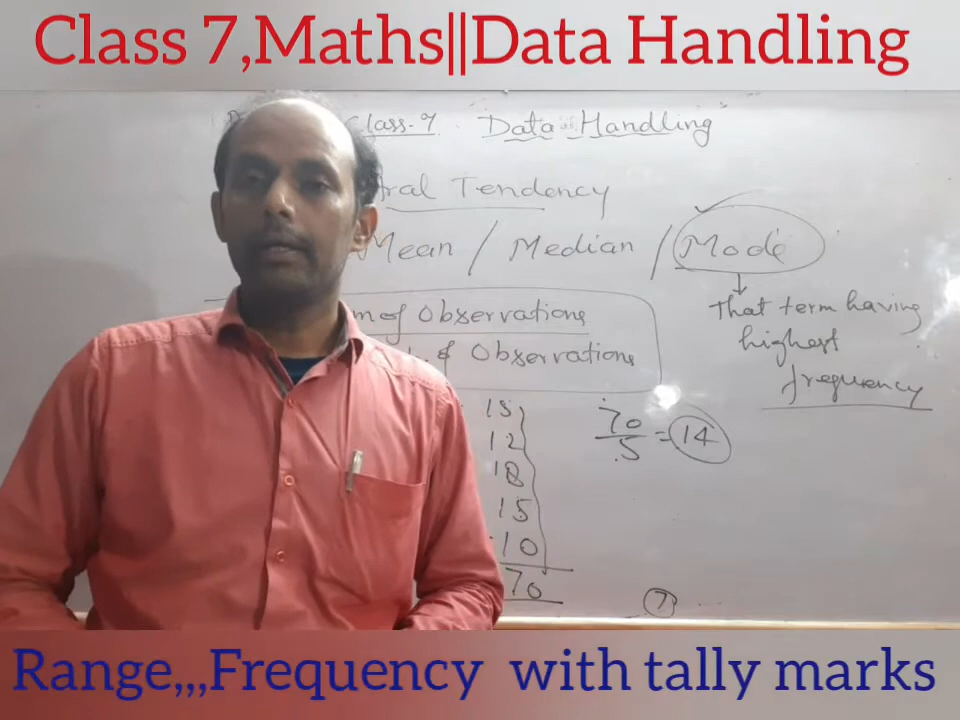 Class 7,Maths||Data Handling
Class-7 Data Handling
Tendency
Mean / Median / Mode
That term having
highest
frequency
of Observations
Observations
15
12
18
15
10
70
70/5 = 14
7
Range,,,Frequency with tally marks